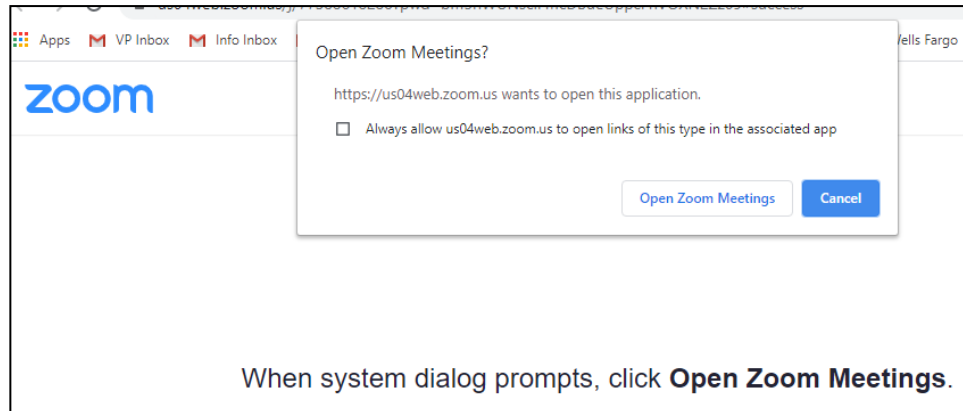 Apps VP Inbox Info Inbox
Wells Fargo
Open Zoom Meetings?
zoom
https://us04web.zoom.us wants to open this application.
Always allow us04web.zoom.us to open links of this type in the associated app
Open Zoom Meetings Cancel
When system dialog prompts, click Open Zoom Meetings.